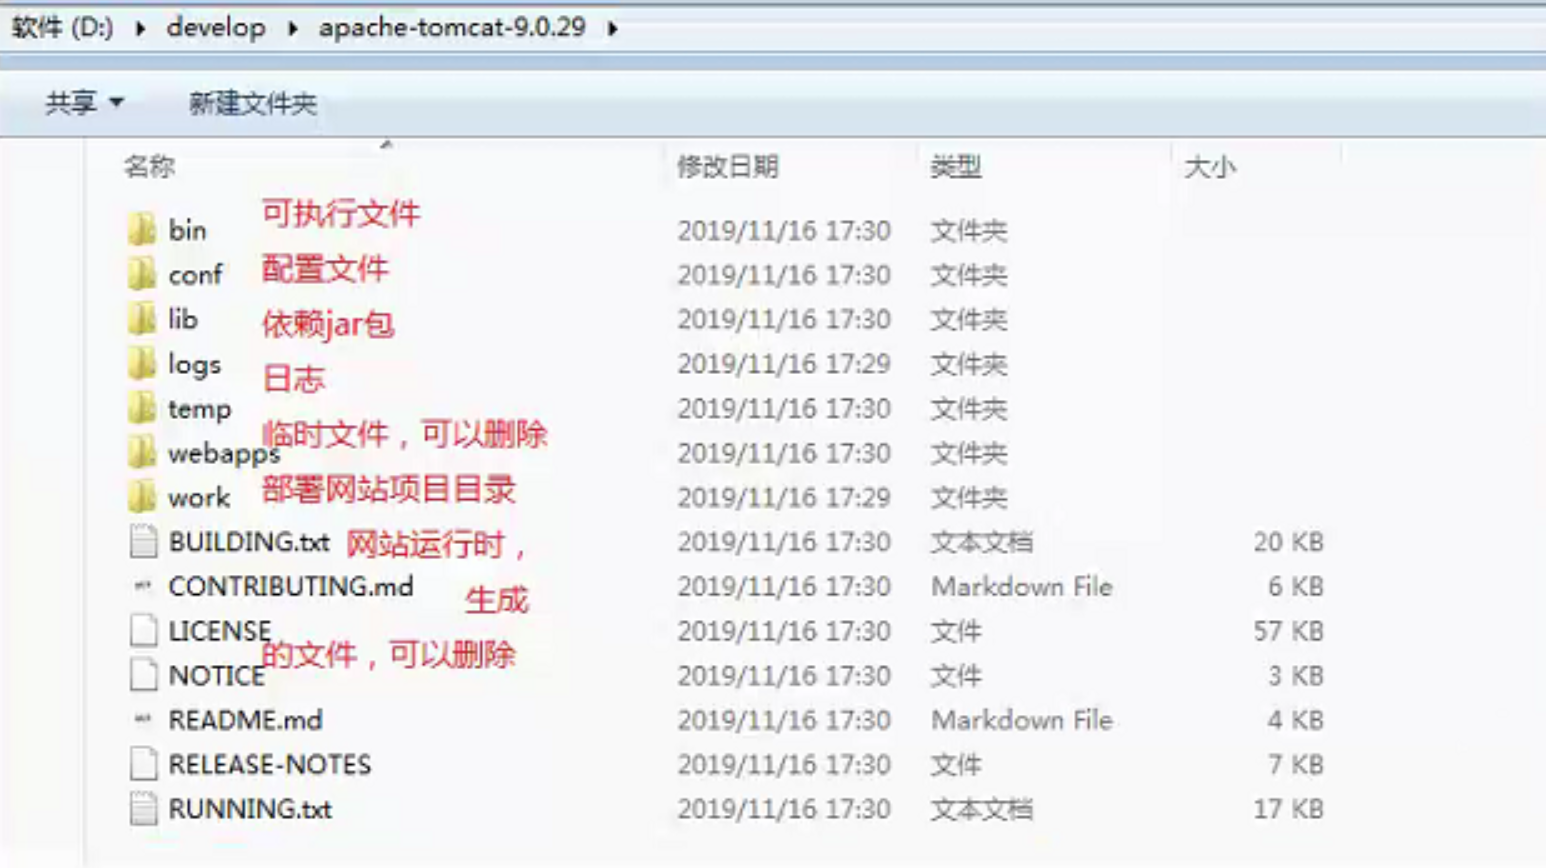 软件 (D:) ▸ develop ▸ apache-tomcat-9.0.29 ▸
共享 ▼ 新建文件夹
名称 修改日期 类型 大小
可执行文件
bin 2019/11/16 17:30 文件夹
配置文件
conf 2019/11/16 17:30 文件夹
lib 依赖jar包 2019/11/16 17:30 文件夹
logs 2019/11/16 17:29 文件夹
日志
temp 2019/11/16 17:30 文件夹
临时文件，可以删除
webapps 2019/11/16 17:30 文件夹
部署网站项目目录
work 2019/11/16 17:29 文件夹
BUILDING.txt 网站运行时， 2019/11/16 17:30 文本文档 20 KB
CONTRIBUTING.md 生成 2019/11/16 17:30 Markdown File 6 KB
LICENSE 2019/11/16 17:30 文件 57 KB
的文件，可以删除
NOTICE 2019/11/16 17:30 文件 3 KB
README.md 2019/11/16 17:30 Markdown File 4 KB
RELEASE-NOTES 2019/11/16 17:30 文件 7 KB
RUNNING.txt 2019/11/16 17:30 文本文档 17 KB